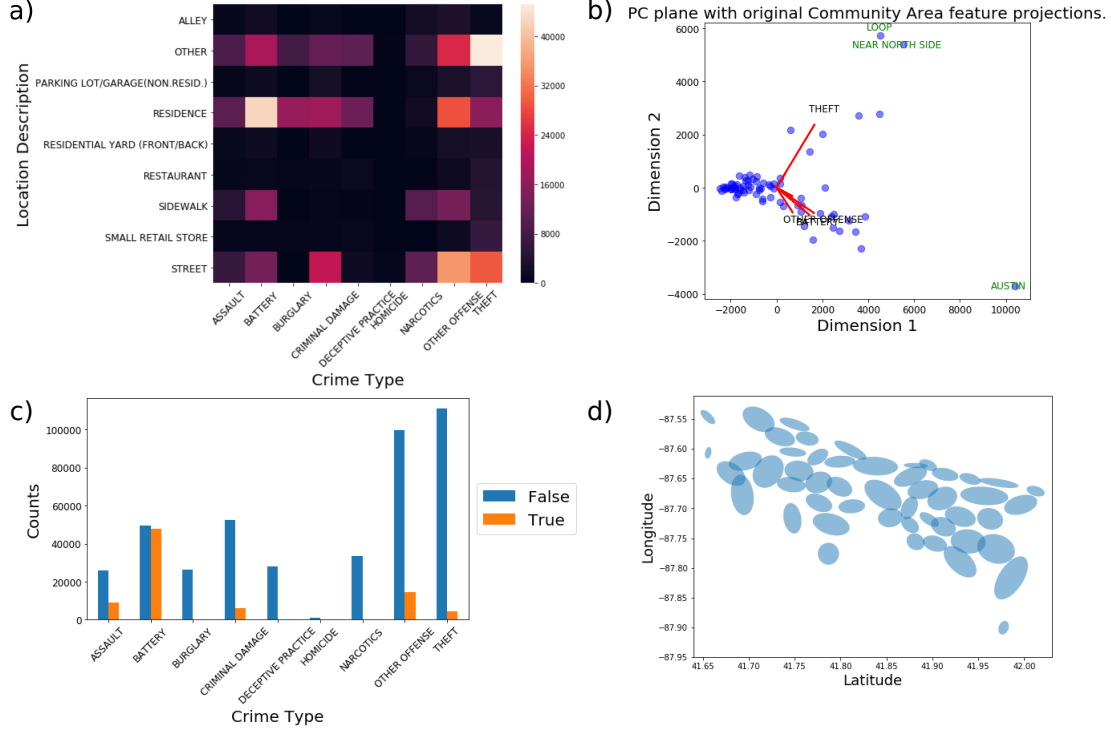 a)
Location Description
ALLEY
OTHER
PARKING LOT/GARAGE(NON.RESID.)
RESIDENCE
RESIDENTIAL YARD (FRONT/BACK)
RESTAURANT
SIDEWALK
SMALL RETAIL STORE
STREET
ASSAULT
BATTERY
BURGLARY
CRIMINAL DAMAGE
DECEPTIVE PRACTICE
HOMICIDE
NARCOTICS
OTHER OFFENSE
THEFT
Crime Type
40000
32000
24000
16000
8000
0
b)
PC plane with original Community Area feature projections.
LOOP
NEAR NORTH SIDE
THEFT
OTHER OFFENSE
BATTERY
AUSTIN
Dimension 2
6000
4000
2000
0
−2000
−4000
−2000 0 2000 4000 6000 8000 10000
Dimension 1
c)
Counts
100000
80000
60000
40000
20000
0
False
True
ASSAULT
BATTERY
BURGLARY
CRIMINAL DAMAGE
DECEPTIVE PRACTICE
HOMICIDE
NARCOTICS
OTHER OFFENSE
THEFT
Crime Type
d)
Longitude
−87.55
−87.60
−87.65
−87.70
−87.75
−87.80
−87.85
−87.90
−87.95
41.65 41.70 41.75 41.80 41.85 41.90 41.95 42.00
Latitude